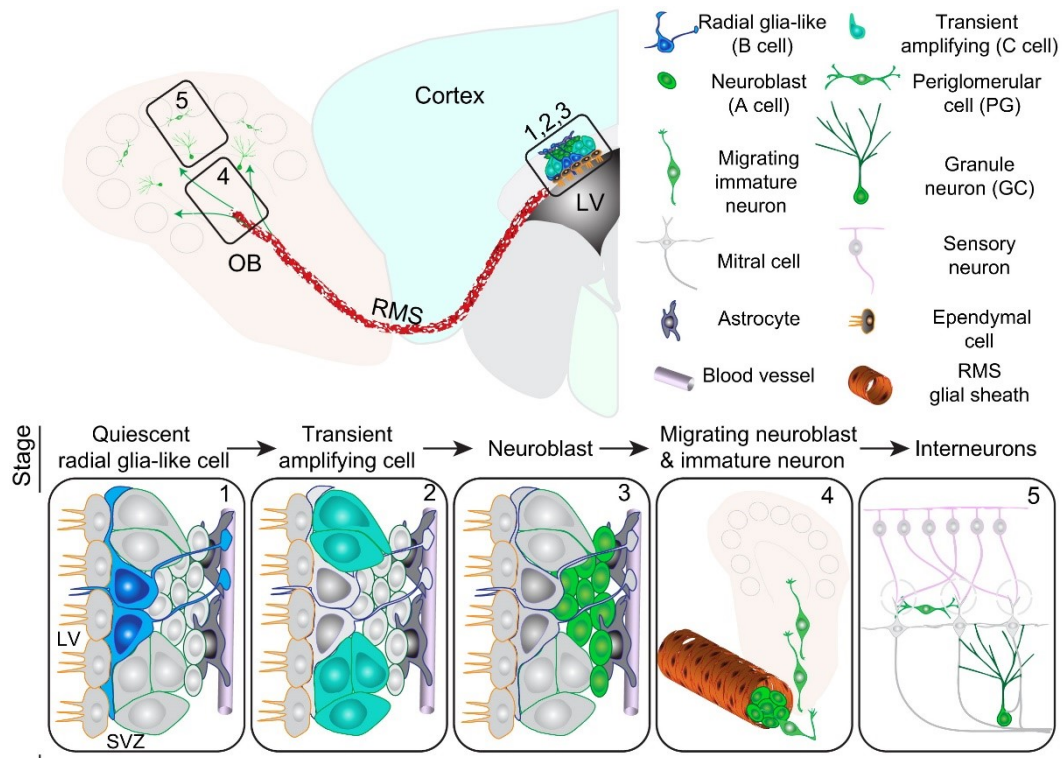 5
4
OB
RMS
Cortex
1,2,3
LV
Radial glia-like
(B cell)
Transient
amplifying (C cell)
Neuroblast
(A cell)
Periglomerular
cell (PG)
Migrating
immature
neuron
Granule
neuron (GC)
Mitral cell
Sensory
neuron
Astrocyte
Ependymal
cell
Blood vessel
RMS
glial sheath
Stage
Quiescent
radial glia-like cell
Transient
amplifying cell
Neuroblast
Migrating neuroblast
& immature neuron
Interneurons
1
LV
SVZ
2
3
4
5